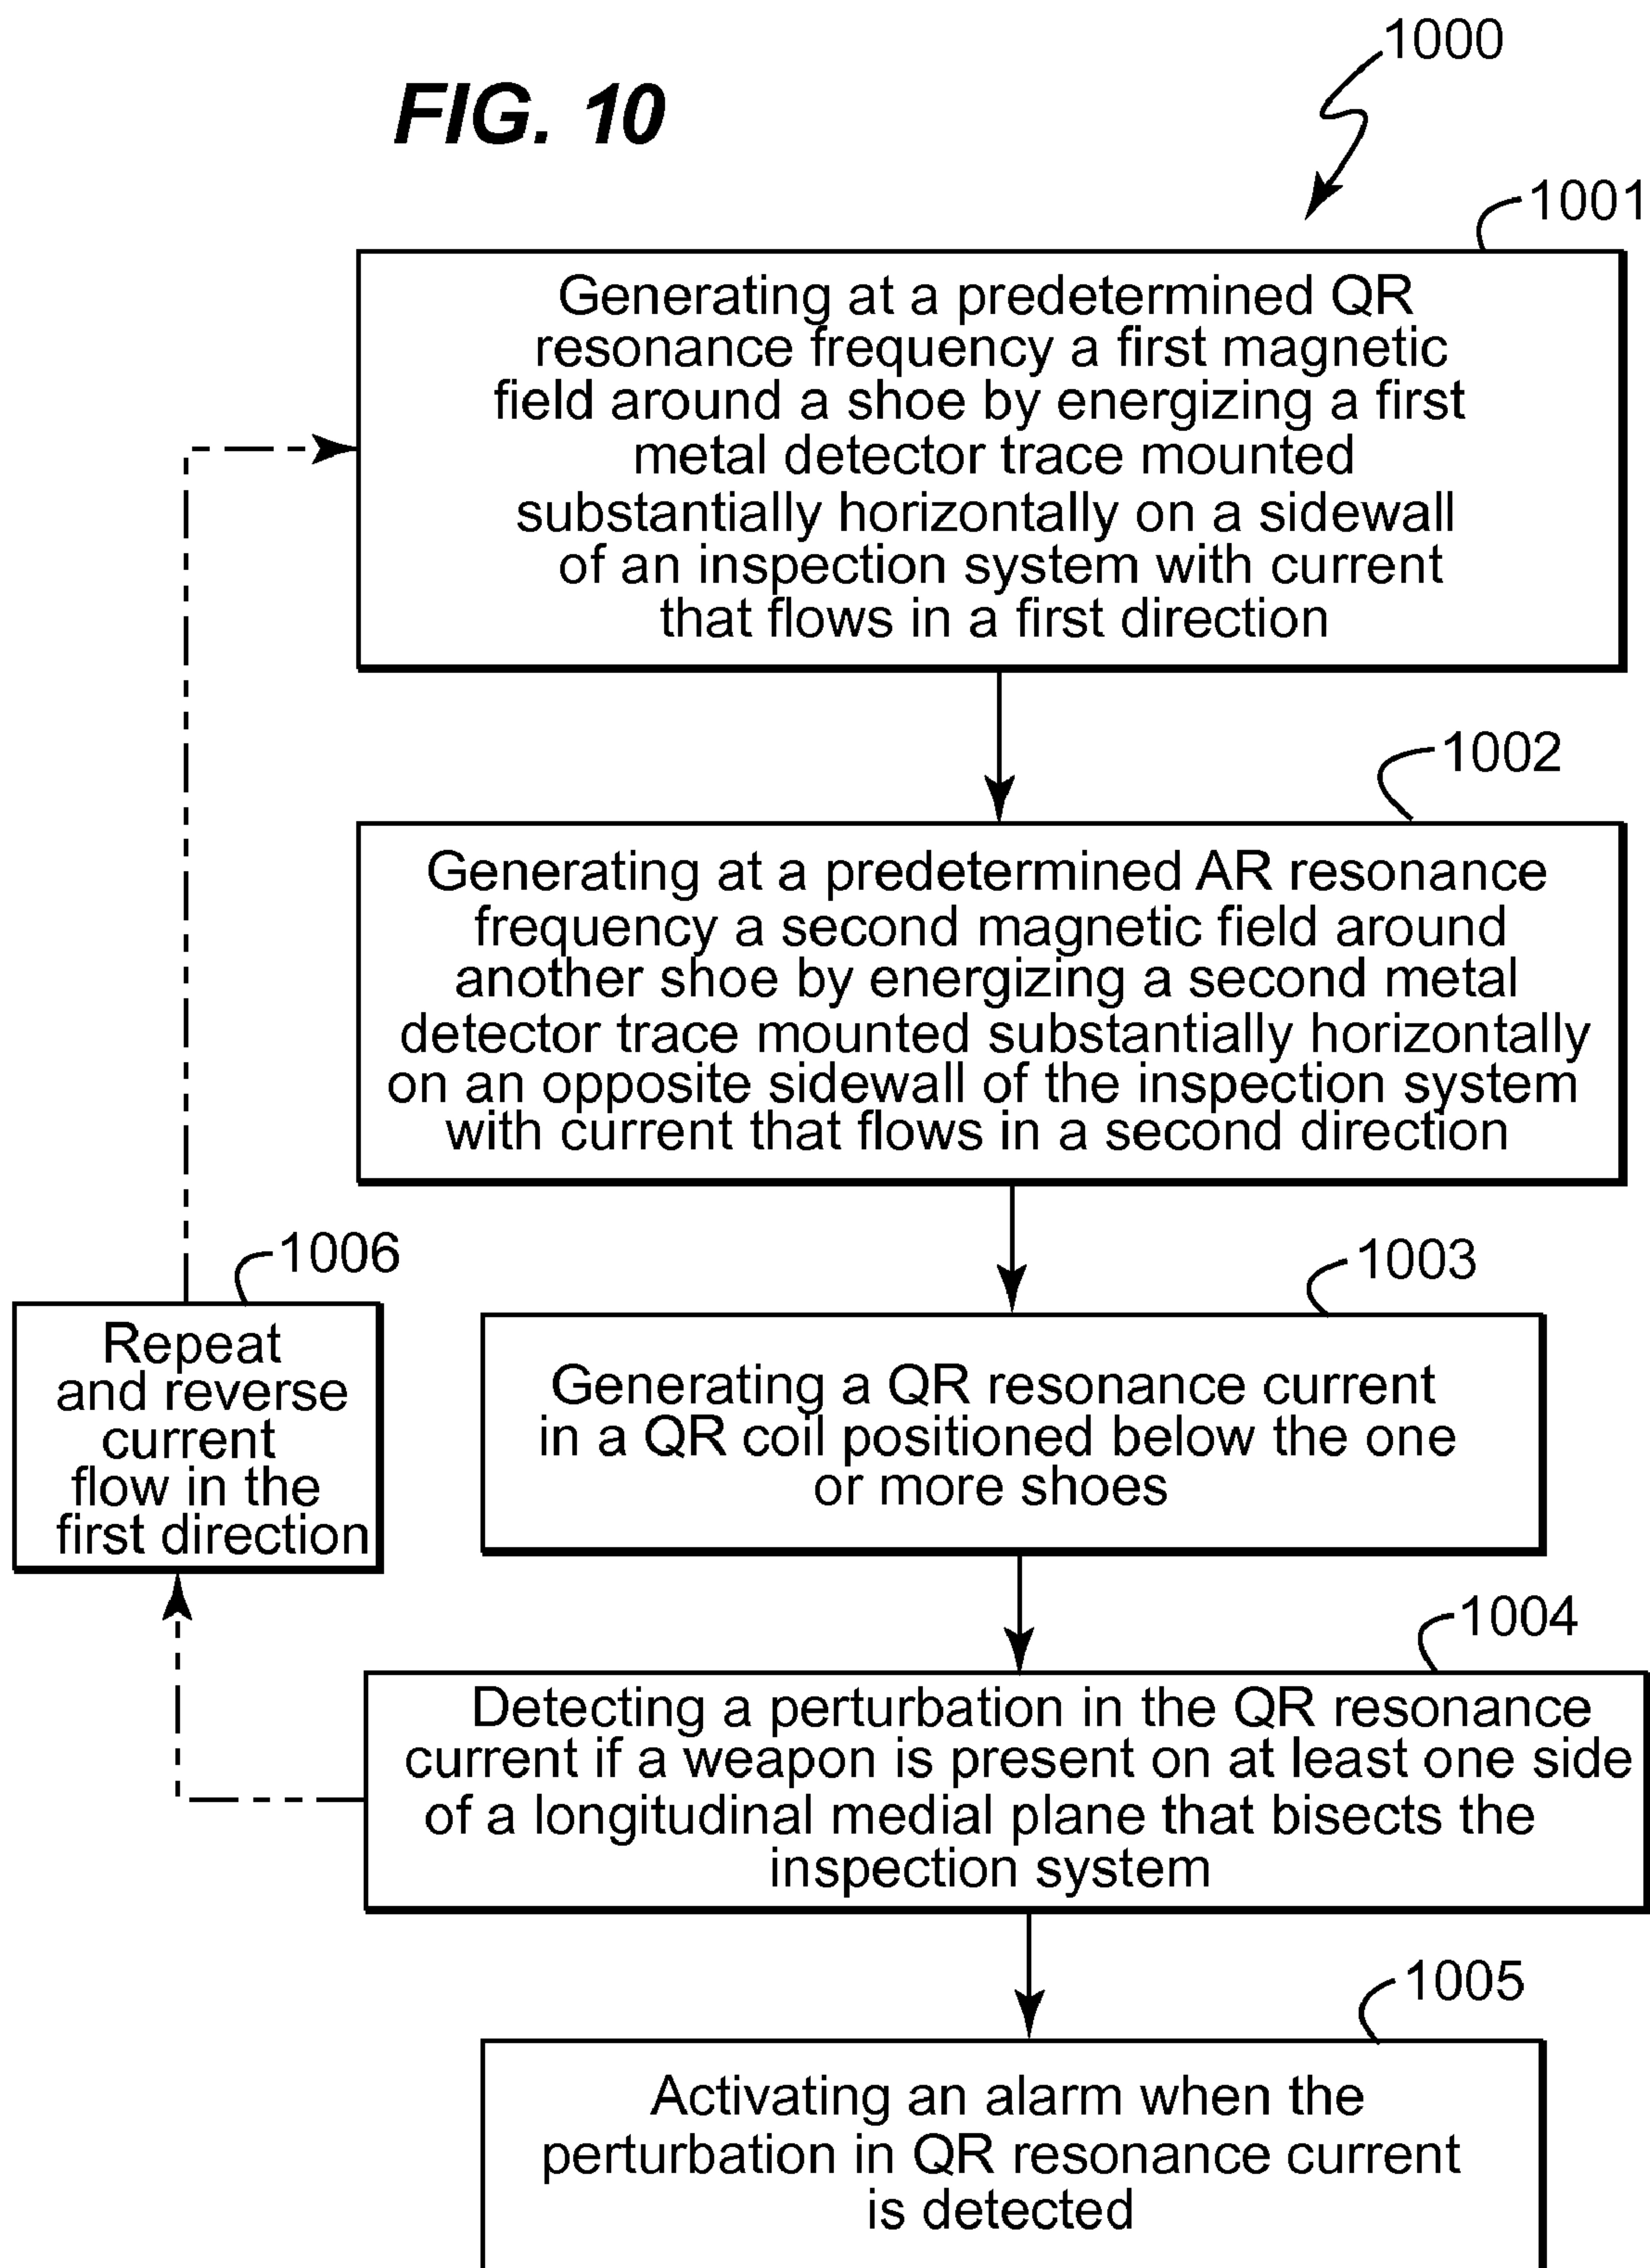 FIG. 10
1000
1001
Generating at a predetermined QR
resonance frequency a first magnetic
field around a shoe by energizing a first
metal detector trace mounted
substantially horizontally on a sidewall
of an inspection system with current
that flows in a first direction
1002
Generating at a predetermined AR resonance
frequency a second magnetic field around
another shoe by energizing a second metal
detector trace mounted substantially horizontally
on an opposite sidewall of the inspection system
with current that flows in a second direction
1006
Repeat
and reverse
current
flow in the
first direction
1003
Generating a QR resonance current
in a QR coil positioned below the one
or more shoes
1004
Detecting a perturbation in the QR resonance
current if a weapon is present on at least one side
of a longitudinal medial plane that bisects the
inspection system
1005
Activating an alarm when the
perturbation in QR resonance current
is detected